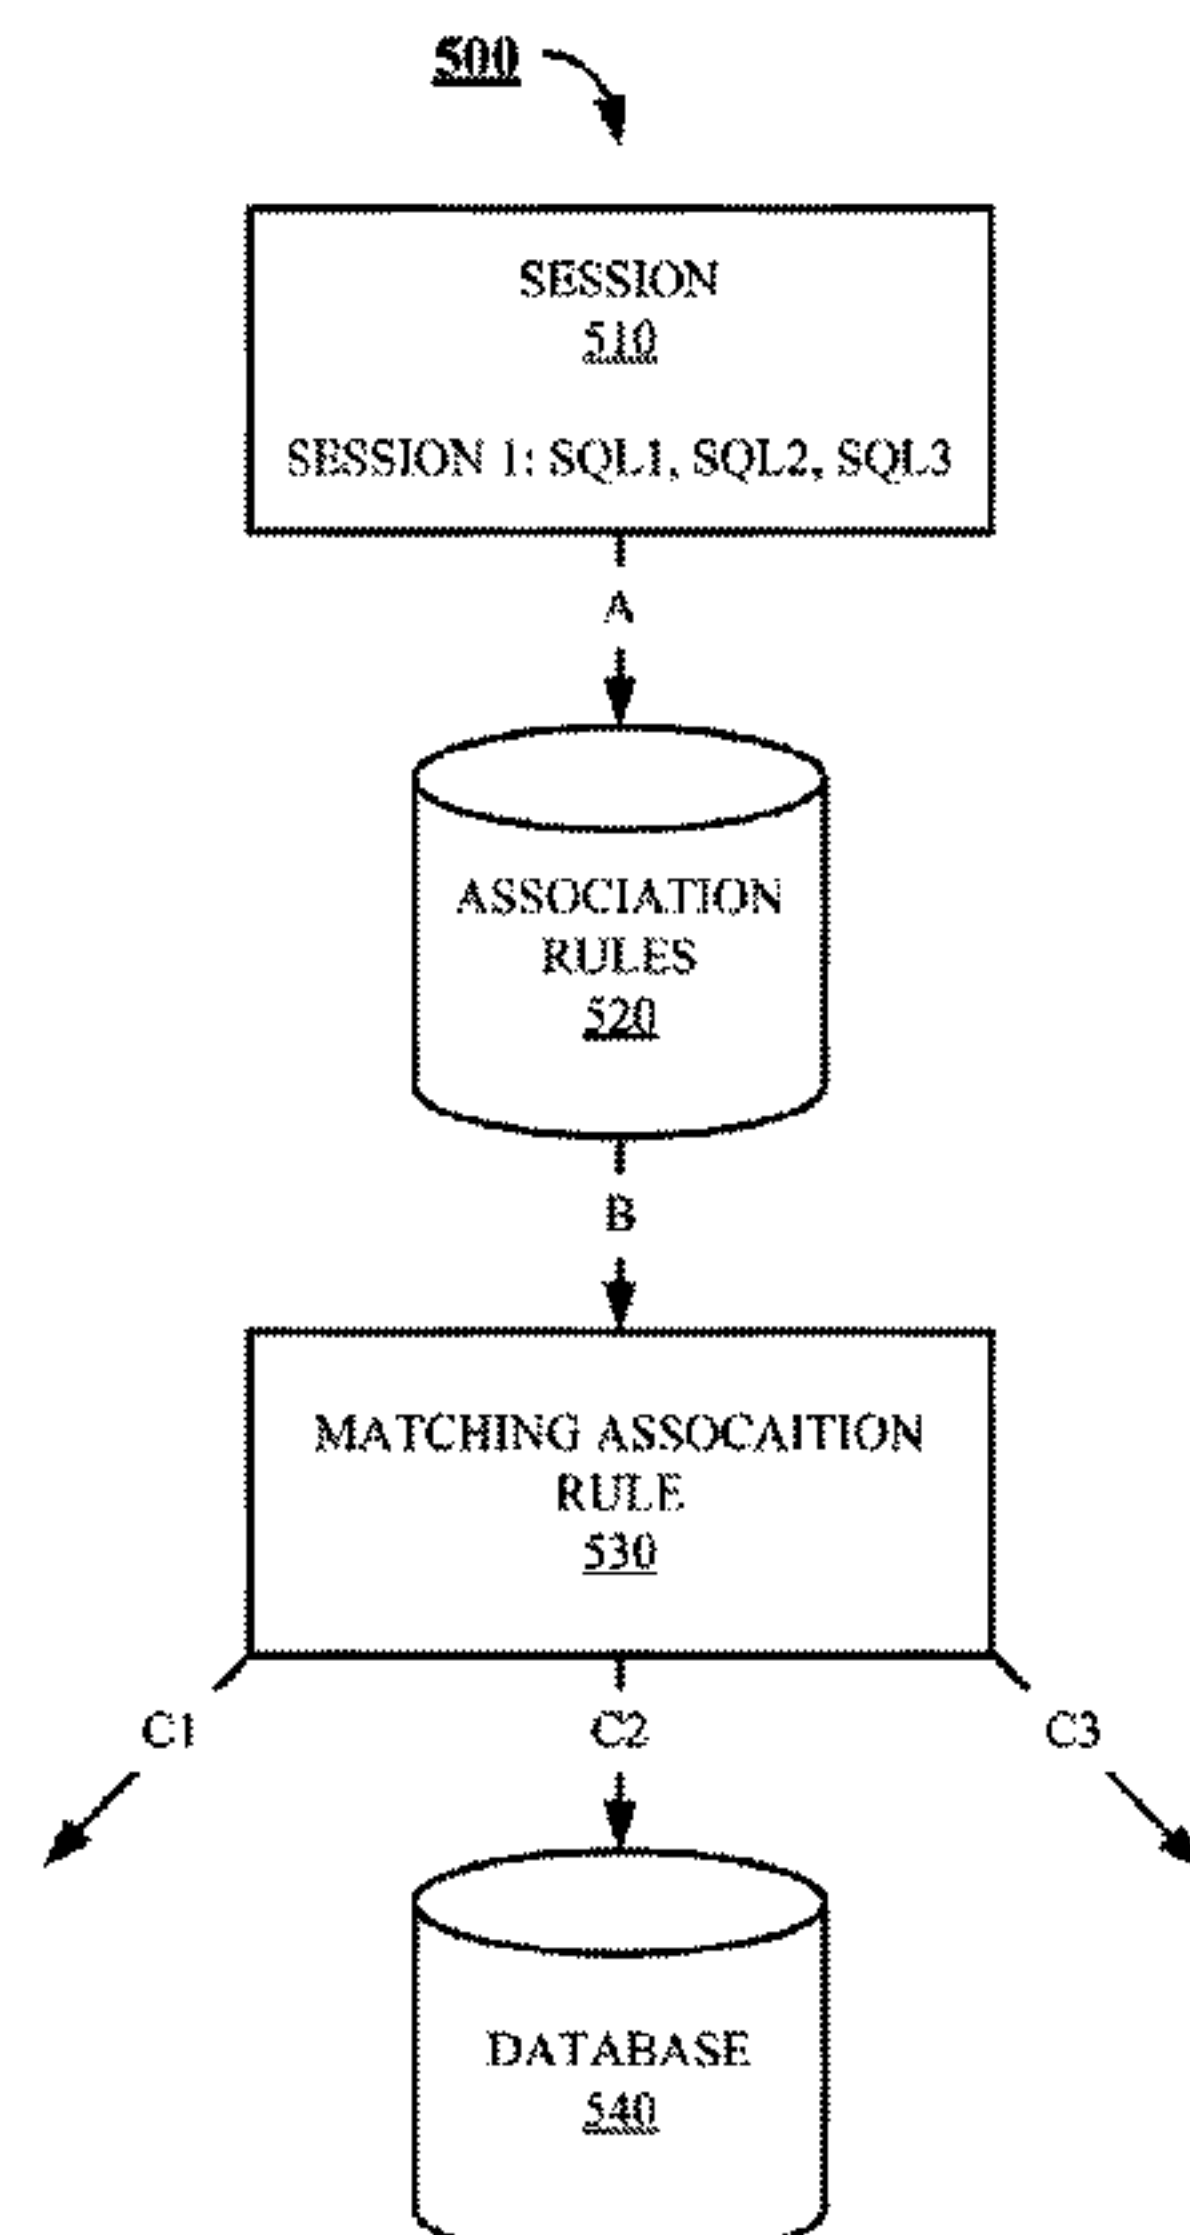 500
SESSION
510
SESSION 1: SQL1, SQL2, SQL3
A
ASSOCIATION
RULES
520
B
MATCHING ASSOCAITION
RULE
530
C1
C2
C3
DATABASE
540